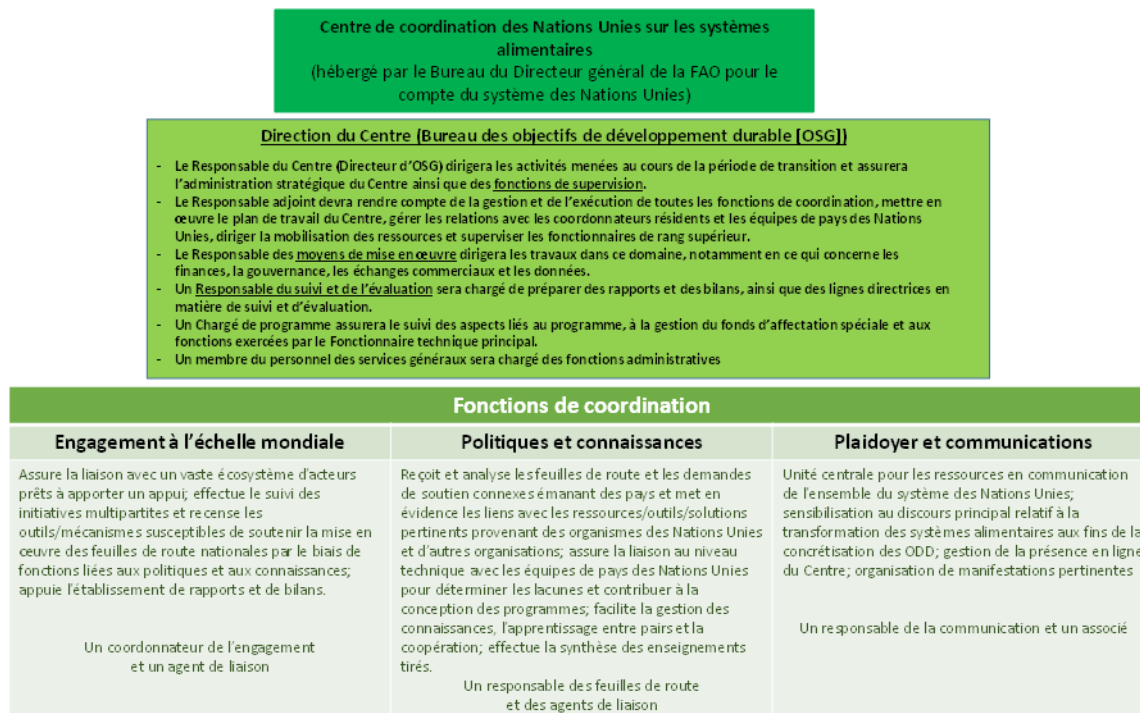 Centre de coordination des Nations Unies sur les systèmes
alimentaires
(hébergé par le Bureau du Directeur général de la FAO pour le
compte du système des Nations Unies)
Direction du Centre (Bureau des objectifs de développement durable [OSG])
- Le Responsable du Centre (Directeur d'OSG) dirigera les activités menées au cours de la période de transition et assurera
l'administration stratégique du Centre ainsi que des fonctions de supervision.
- Le Responsable adjoint devra rendre compte de la gestion et de l'exécution de toutes les fonctions de coordination, mettre en
œuvre le plan de travail du Centre, gérer les relations avec les coordonnateurs résidents et les équipes de pays des Nations
Unies, diriger la mobilisation des ressources et superviser les fonctionnaires de rang supérieur.
- Le Responsable des moyens de mise en œuvre dirigera les travaux dans ce domaine, notamment en ce qui concerne les
finances, la gouvernance, les échanges commerciaux et les données.
- Un Responsable du suivi et de l'évaluation sera chargé de préparer des rapports et des bilans, ainsi que des lignes directrices en
matière de suivi et d'évaluation.
- Un Chargé de programme assurera le suivi des aspects liés au programme, à la gestion du fonds d'affectation spéciale et aux
fonctions exercées par le Fonctionnaire technique principal.
- Un membre du personnel des services généraux sera chargé des fonctions administratives
Fonctions de coordination
Engagement à l'échelle mondiale
Assure la liaison avec un vaste écosystème d'acteurs
prêts à apporter un appui; effectue le suivi des
initiatives multipartites et recense les
outils/mécanismes susceptibles de soutenir la mise en
œuvre des feuilles de route nationales par le biais de
fonctions liées aux politiques et aux connaissances;
appuie l'établissement de rapports et de bilans.
Un coordonnateur de l'engagement
et un agent de liaison
Politiques et connaissances
Reçoit et analyse les feuilles de route et les demandes
de soutien connexes émanant des pays et met en
évidence les liens avec les ressources/outils/solutions
pertinents provenant des organismes des Nations Unies
et d'autres organisations; assure la liaison au niveau
technique avec les équipes de pays des Nations Unies
pour déterminer les lacunes et contribuer à la
conception des programmes; facilite la gestion des
connaissances, l'apprentissage entre pairs et la
coopération; effectue la synthèse des enseignements
tirés.
Un responsable des feuilles de route
et des agents de liaison
Plaidoyer et communications
Unité centrale pour les ressources en communication
de l'ensemble du système des Nations Unies;
sensibilisation au discours principal relatif à la
transformation des systèmes alimentaires aux fins de la
concrétisation des ODD; gestion de la présence en ligne
du Centre; organisation de manifestations pertinentes
Un responsable de la communication et un associé